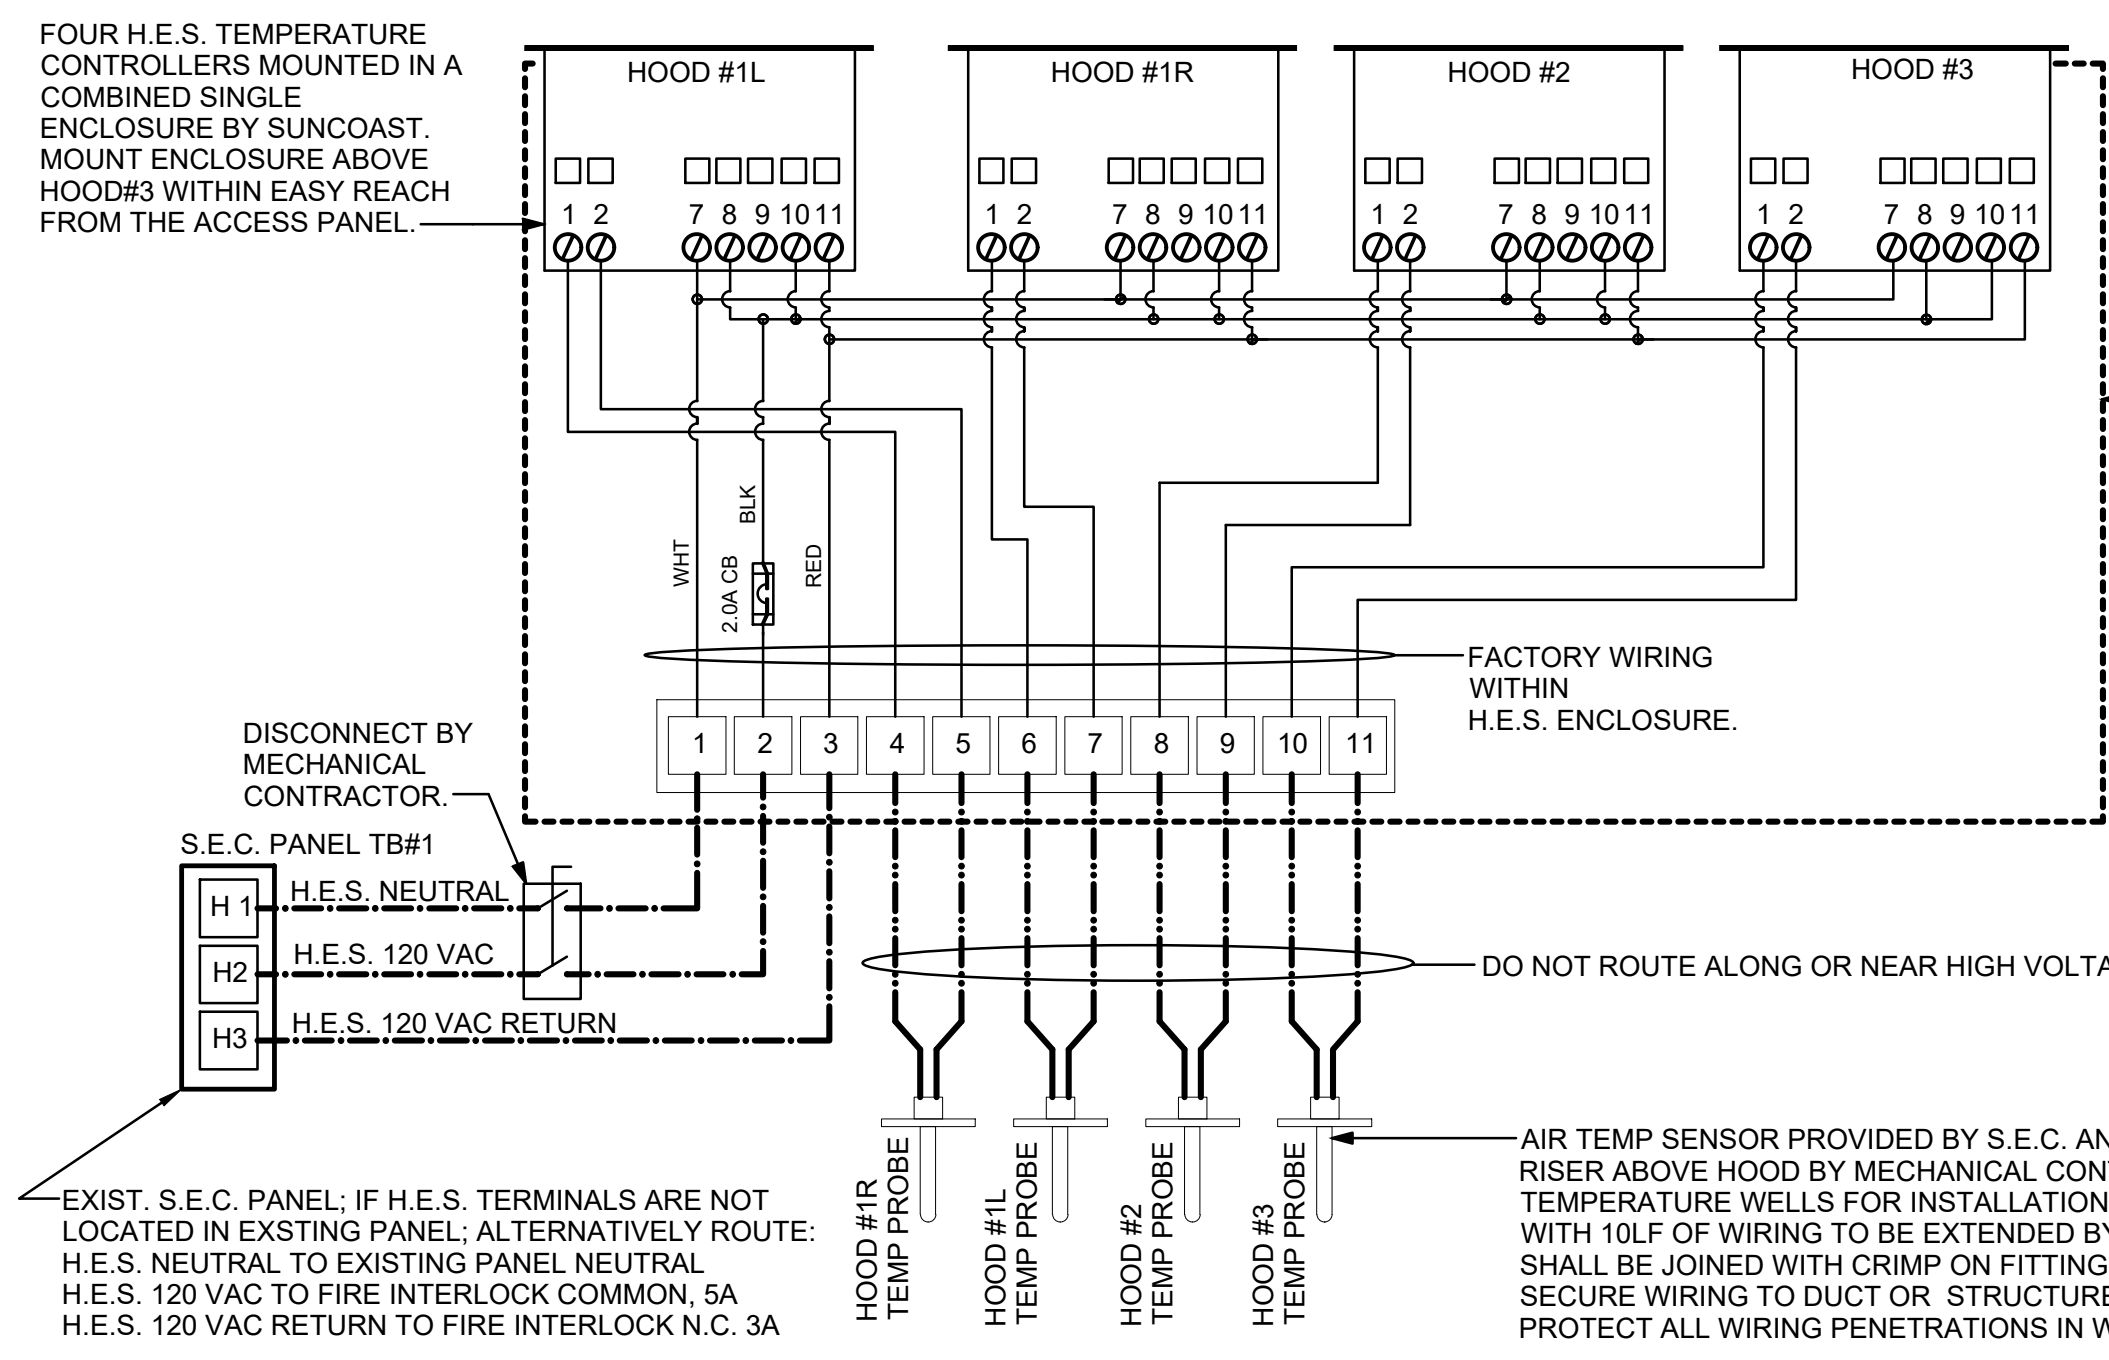 FOUR H.E.S. TEMPERATURE
CONTROLLERS MOUNTED IN A
COMBINED SINGLE
ENCLOSURE BY SUNCOAST.
MOUNT ENCLOSURE ABOVE
HOOD#3 WITHIN EASY REACH
FROM THE ACCESS PANEL.
HOOD #1L
HOOD #1R
HOOD #2
HOOD #3
1 2 7 8 9 10 11
1 2 7 8 9 10 11
1 2 7 8 9 10 11
1 2 7 8 9 10 11
WHT
BLK
2.0A CB
RED
FACTORY WIRING
WITHIN
H.E.S. ENCLOSURE.
1 2 3 4 5 6 7 8 9 10 11
DISCONNECT BY
MECHANICAL
CONTRACTOR.
S.E.C. PANEL TB#1
H 1
H.E.S. NEUTRAL
H2
H.E.S. 120 VAC
H3
H.E.S. 120 VAC RETURN
DO NOT ROUTE ALONG OR NEAR HIGH VOLTA
HOOD #1R
TEMP PROBE
HOOD #1L
TEMP PROBE
HOOD #2
TEMP PROBE
HOOD #3
TEMP PROBE
EXIST. S.E.C. PANEL; IF H.E.S. TERMINALS ARE NOT
LOCATED IN EXSTING PANEL; ALTERNATIVELY ROUTE:
H.E.S. NEUTRAL TO EXISTING PANEL NEUTRAL
H.E.S. 120 VAC TO FIRE INTERLOCK COMMON, 5A
H.E.S. 120 VAC RETURN TO FIRE INTERLOCK N.C. 3A
AIR TEMP SENSOR PROVIDED BY S.E.C. AN
RISER ABOVE HOOD BY MECHANICAL CON
TEMPERATURE WELLS FOR INSTALLATION
WITH 10LF OF WIRING TO BE EXTENDED BY
SHALL BE JOINED WITH CRIMP ON FITTING
SECURE WIRING TO DUCT OR STRUCTURE
PROTECT ALL WIRING PENETRATIONS IN W